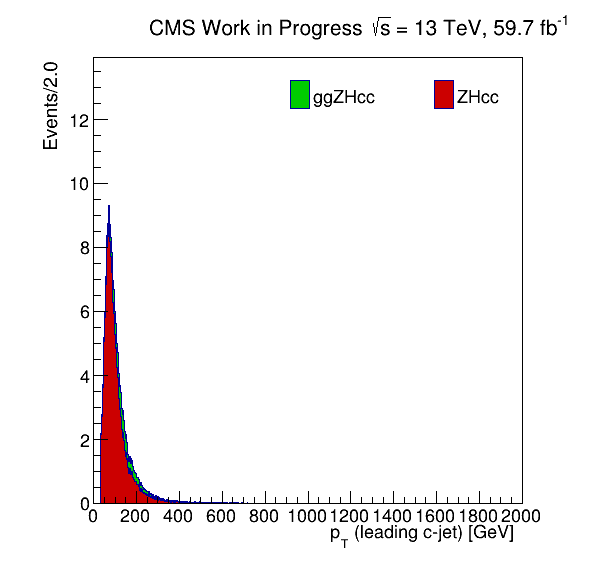 CMS Work in Progress √s = 13 TeV, 59.7 fb⁻¹
Events/2.0
ggZHcc ZHcc
12
10
8
6
4
2
0
0 200 400 600 800 1000 1200 1400 1600 1800 2000
p_T (leading c-jet) [GeV]